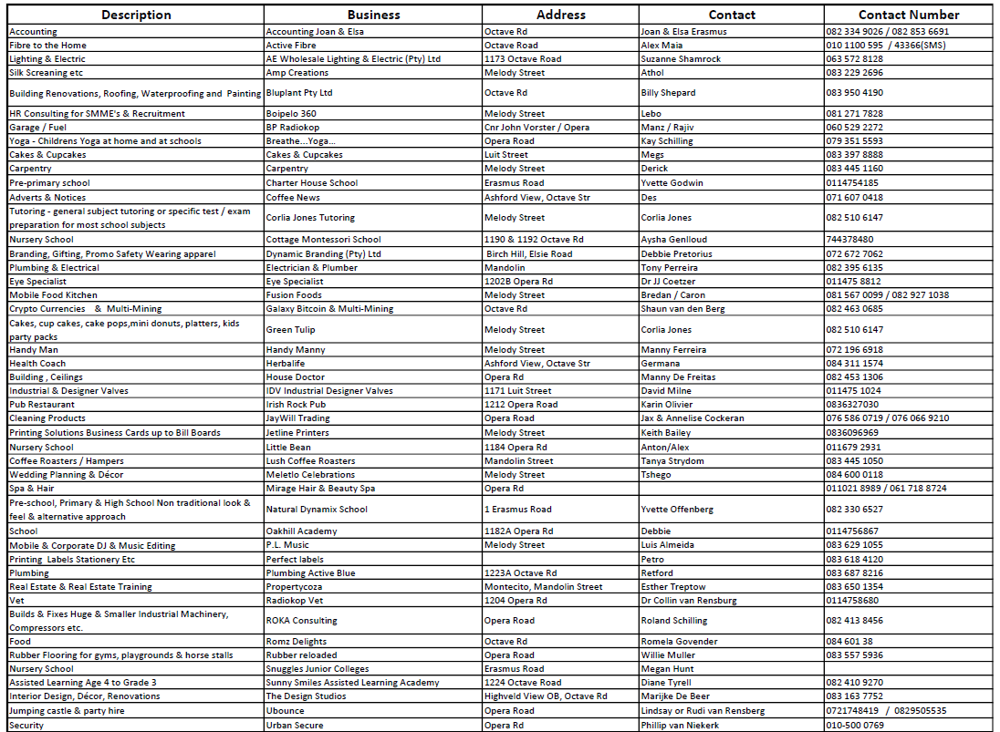 Description Business Address Contact Contact Number
Accounting Accounting Joan & Elsa Octave Rd Joan & Elsa Erasmus 082 334 9026 / 082 853 6691
Fibre to the Home Active Fibre Octave Road Alex Maia 010 1100 595 / 43366(SMS)
Lighting & Electric AE Wholesale Lighting & Electric (Pty) Ltd 1173 Octave Road Suzanne Shamrock 063 572 8128
Silk Screaning etc Amp Creations Melody Street Athol 083 229 2696
Building Renovations, Roofing, Waterproofing and Painting Bluplant Pty Ltd Octave Rd Billy Shepard 083 950 4190
HR Consulting for SMME's & Recruitment Boipelo 360 Melody Street Lebo 081 271 7828
Garage / Fuel BP Radiokop Cnr John Vorster / Opera Manz / Rajiv 060 529 2272
Yoga - Childrens Yoga at home and at schools Breathe...Yoga... Opera Road Kay Schilling 079 351 5593
Cakes & Cupcakes Cakes & Cupcakes Luit Street Megs 083 397 8888
Carpentry Carpentry Melody Street Derick 083 445 1160
Pre-primary school Charter House School Erasmus Road Yvette Godwin 0114754185
Adverts & Notices Coffee News Ashford View, Octave Str Des 071 607 0418
Tutoring - general subject tutoring or specific test / exam
preparation for most school subjects Corlia Jones Tutoring Melody Street Corlia Jones 082 510 6147
Nursery School Cottage Montessori School 1190 & 1192 Octave Rd Aysha Genlloud 744378480
Branding, Gifting, Promo Safety Wearing apparel Dynamic Branding (Pty) Ltd Birch Hill, Elsie Road Debbie Pretorius 072 672 7062
Plumbing & Electrical Electrician & Plumber Mandolin Tony Perreira 082 395 6135
Eye Specialist Eye Specialist 1202B Opera Rd Dr JJ Coetzer 011475 8812
Mobile Food Kitchen Fusion Foods Melody Street Bredan / Caron 081 567 0099 / 082 927 1038
Crypto Currencies & Multi-Mining Galaxy Bitcoin & Multi-Mining Octave Rd Shaun van den Berg 082 463 0685
Cakes, cup cakes, cake pops,mini donuts, platters, kids
party packs Green Tulip Melody Street Corlia Jones 082 510 6147
Handy Man Handy Manny Melody Street Manny Ferreira 072 196 6918
Health Coach Herbalife Ashford View, Octave Str Germana 084 311 1574
Building , Ceilings House Doctor Opera Rd Manny De Freitas 082 453 1306
Industrial & Designer Valves IDV Industrial Designer Valves 1171 Luit Street David Milne 011475 1024
Pub Restaurant Irish Rock Pub 1212 Opera Road Karin Olivier 0836327030
Cleaning Products JayWill Trading Opera Road Jax & Annelise Cockeran 076 586 0719 / 076 066 9210
Printing Solutions Business Cards up to Bill Boards Jetline Printers Melody Street Keith Bailey 0836096969
Nursery School Little Bean 1184 Opera Rd Anton/Alex 011679 2931
Coffee Roasters / Hampers Lush Coffee Roasters Mandolin Street Tanya Strydom 083 445 1050
Wedding Planning & Décor Meletlo Celebrations Melody Street Tshego 084 600 0118
Spa & Hair Mirage Hair & Beauty Spa Opera Rd 011021 8989 / 061 718 8724
Pre-school, Primary & High School Non traditional look &
feel & alternative approach Natural Dynamix School 1 Erasmus Road Yvette Offenberg 082 330 6527
School Oakhill Academy 1182A Opera Rd Debbie 0114756867
Mobile & Corporate DJ & Music Editing P.L. Music Melody Street Luis Almeida 083 629 1055
Printing Labels Stationery Etc Perfect labels Petro 083 618 4120
Plumbing Plumbing Active Blue 1223A Octave Rd Retford 083 687 8216
Real Estate & Real Estate Training Propertycoza Montecito, Mandolin Street Esther Treptow 083 650 1354
Vet Radiokop Vet 1204 Opera Rd Dr Collin van Rensburg 0114758680
Builds & Fixes Huge & Smaller Industrial Machinery,
Compressors etc. ROKA Consulting Opera Road Roland Schilling 082 413 8456
Food Romz Delights Octave Rd Romela Govender 084 601 38
Rubber Flooring for gyms, playgrounds & horse stalls Rubber reloaded Opera Road Willie Muller 083 557 5936
Nursery School Snuggles Junior Colleges Erasmus Road Megan Hunt
Assisted Learning Age 4 to Grade 3 Sunny Smiles Assisted Learning Academy 1224 Octave Road Diane Tyrell 082 410 9270
Interior Design, Décor, Renovations The Design Studios Highveld View OB, Octave Rd Marijke De Beer 083 163 7752
Jumping castle & party hire Ubounce Opera Road Lindsay or Rudi van Rensberg 0721748419 / 0829505535
Security Urban Secure Opera Rd Phillip van Niekerk 010-500 0769